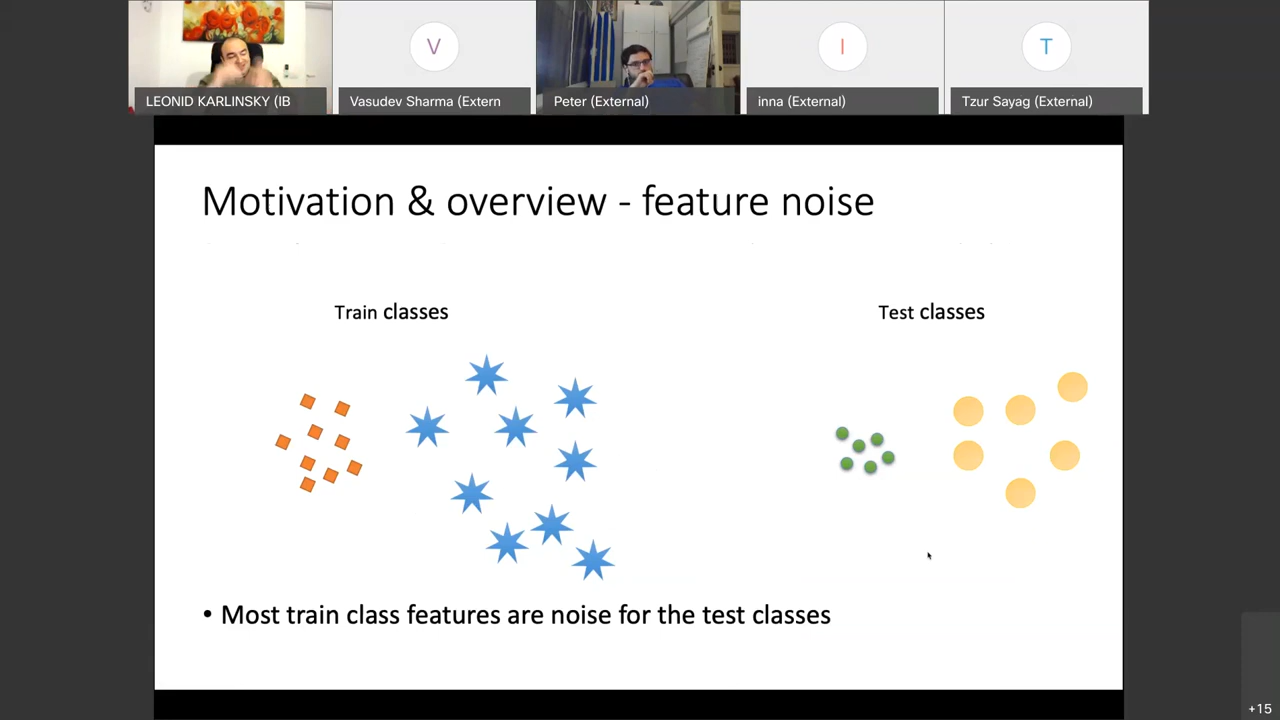 V
I
T
LEONID KARLINSKY (IB
Vasudev Sharma (Extern
Peter (External)
inna (External)
Tzur Sayag (External)
Motivation & overview - feature noise
Train classes
Test classes
• Most train class features are noise for the test classes
+15